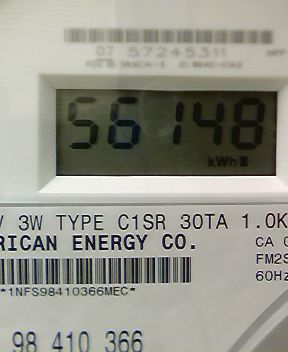 07 57245311
56148
kWh
V 3W TYPE C1SR 30TA 1.0K
RICAN ENERGY CO.
CA 0
FM2S
60Hz
*1NFS98410366MEC*
98 410 366